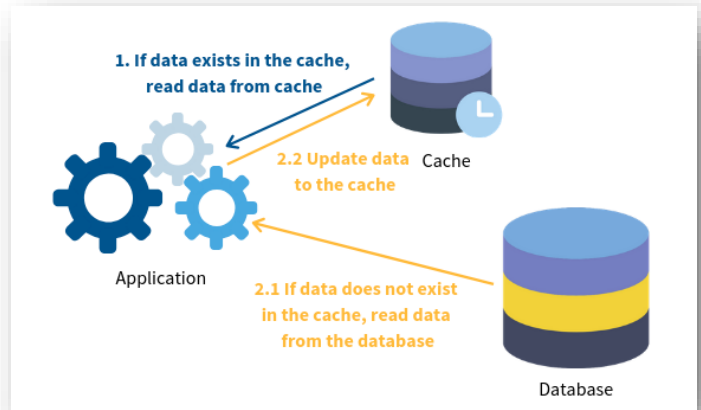 1. If data exists in the cache,
read data from cache
2.2 Update data
to the cache
Cache
Application
2.1 If data does not exist
in the cache, read data
from the database
Database